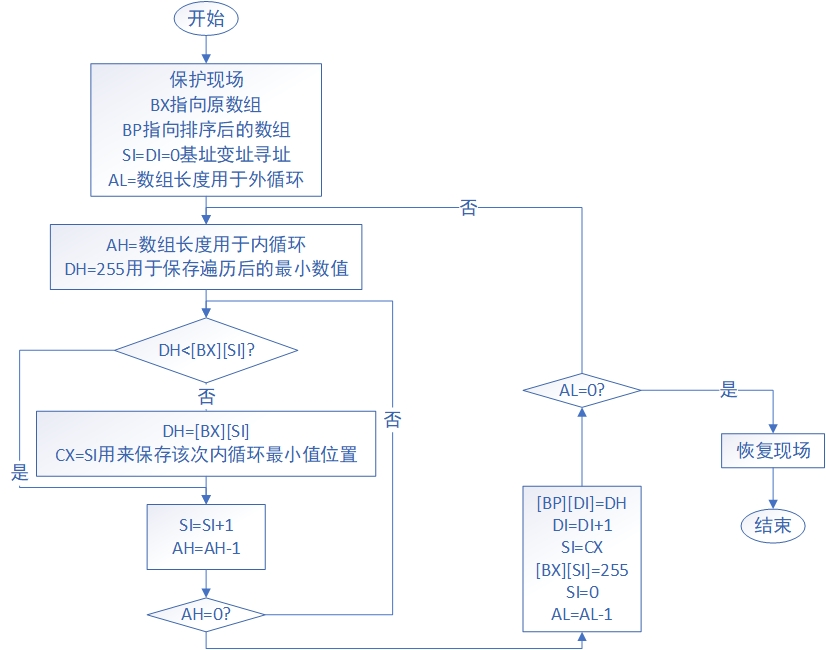 开始
保护现场
BX指向原数组
BP指向排序后的数组
SI=DI=0基址变址寻址
AL=数组长度用于外循环
否
AH=数组长度用于内循环
DH=255用于保存遍历后的最小数值
DH<[BX][SI]?
否
DH=[BX][SI]
CX=SI用来保存该次内循环最小值位置
是
否
SI=SI+1
AH=AH-1
AH=0?
[BP][DI]=DH
DI=DI+1
SI=CX
[BX][SI]=255
SI=0
AL=AL-1
AL=0?
是
恢复现场
结束